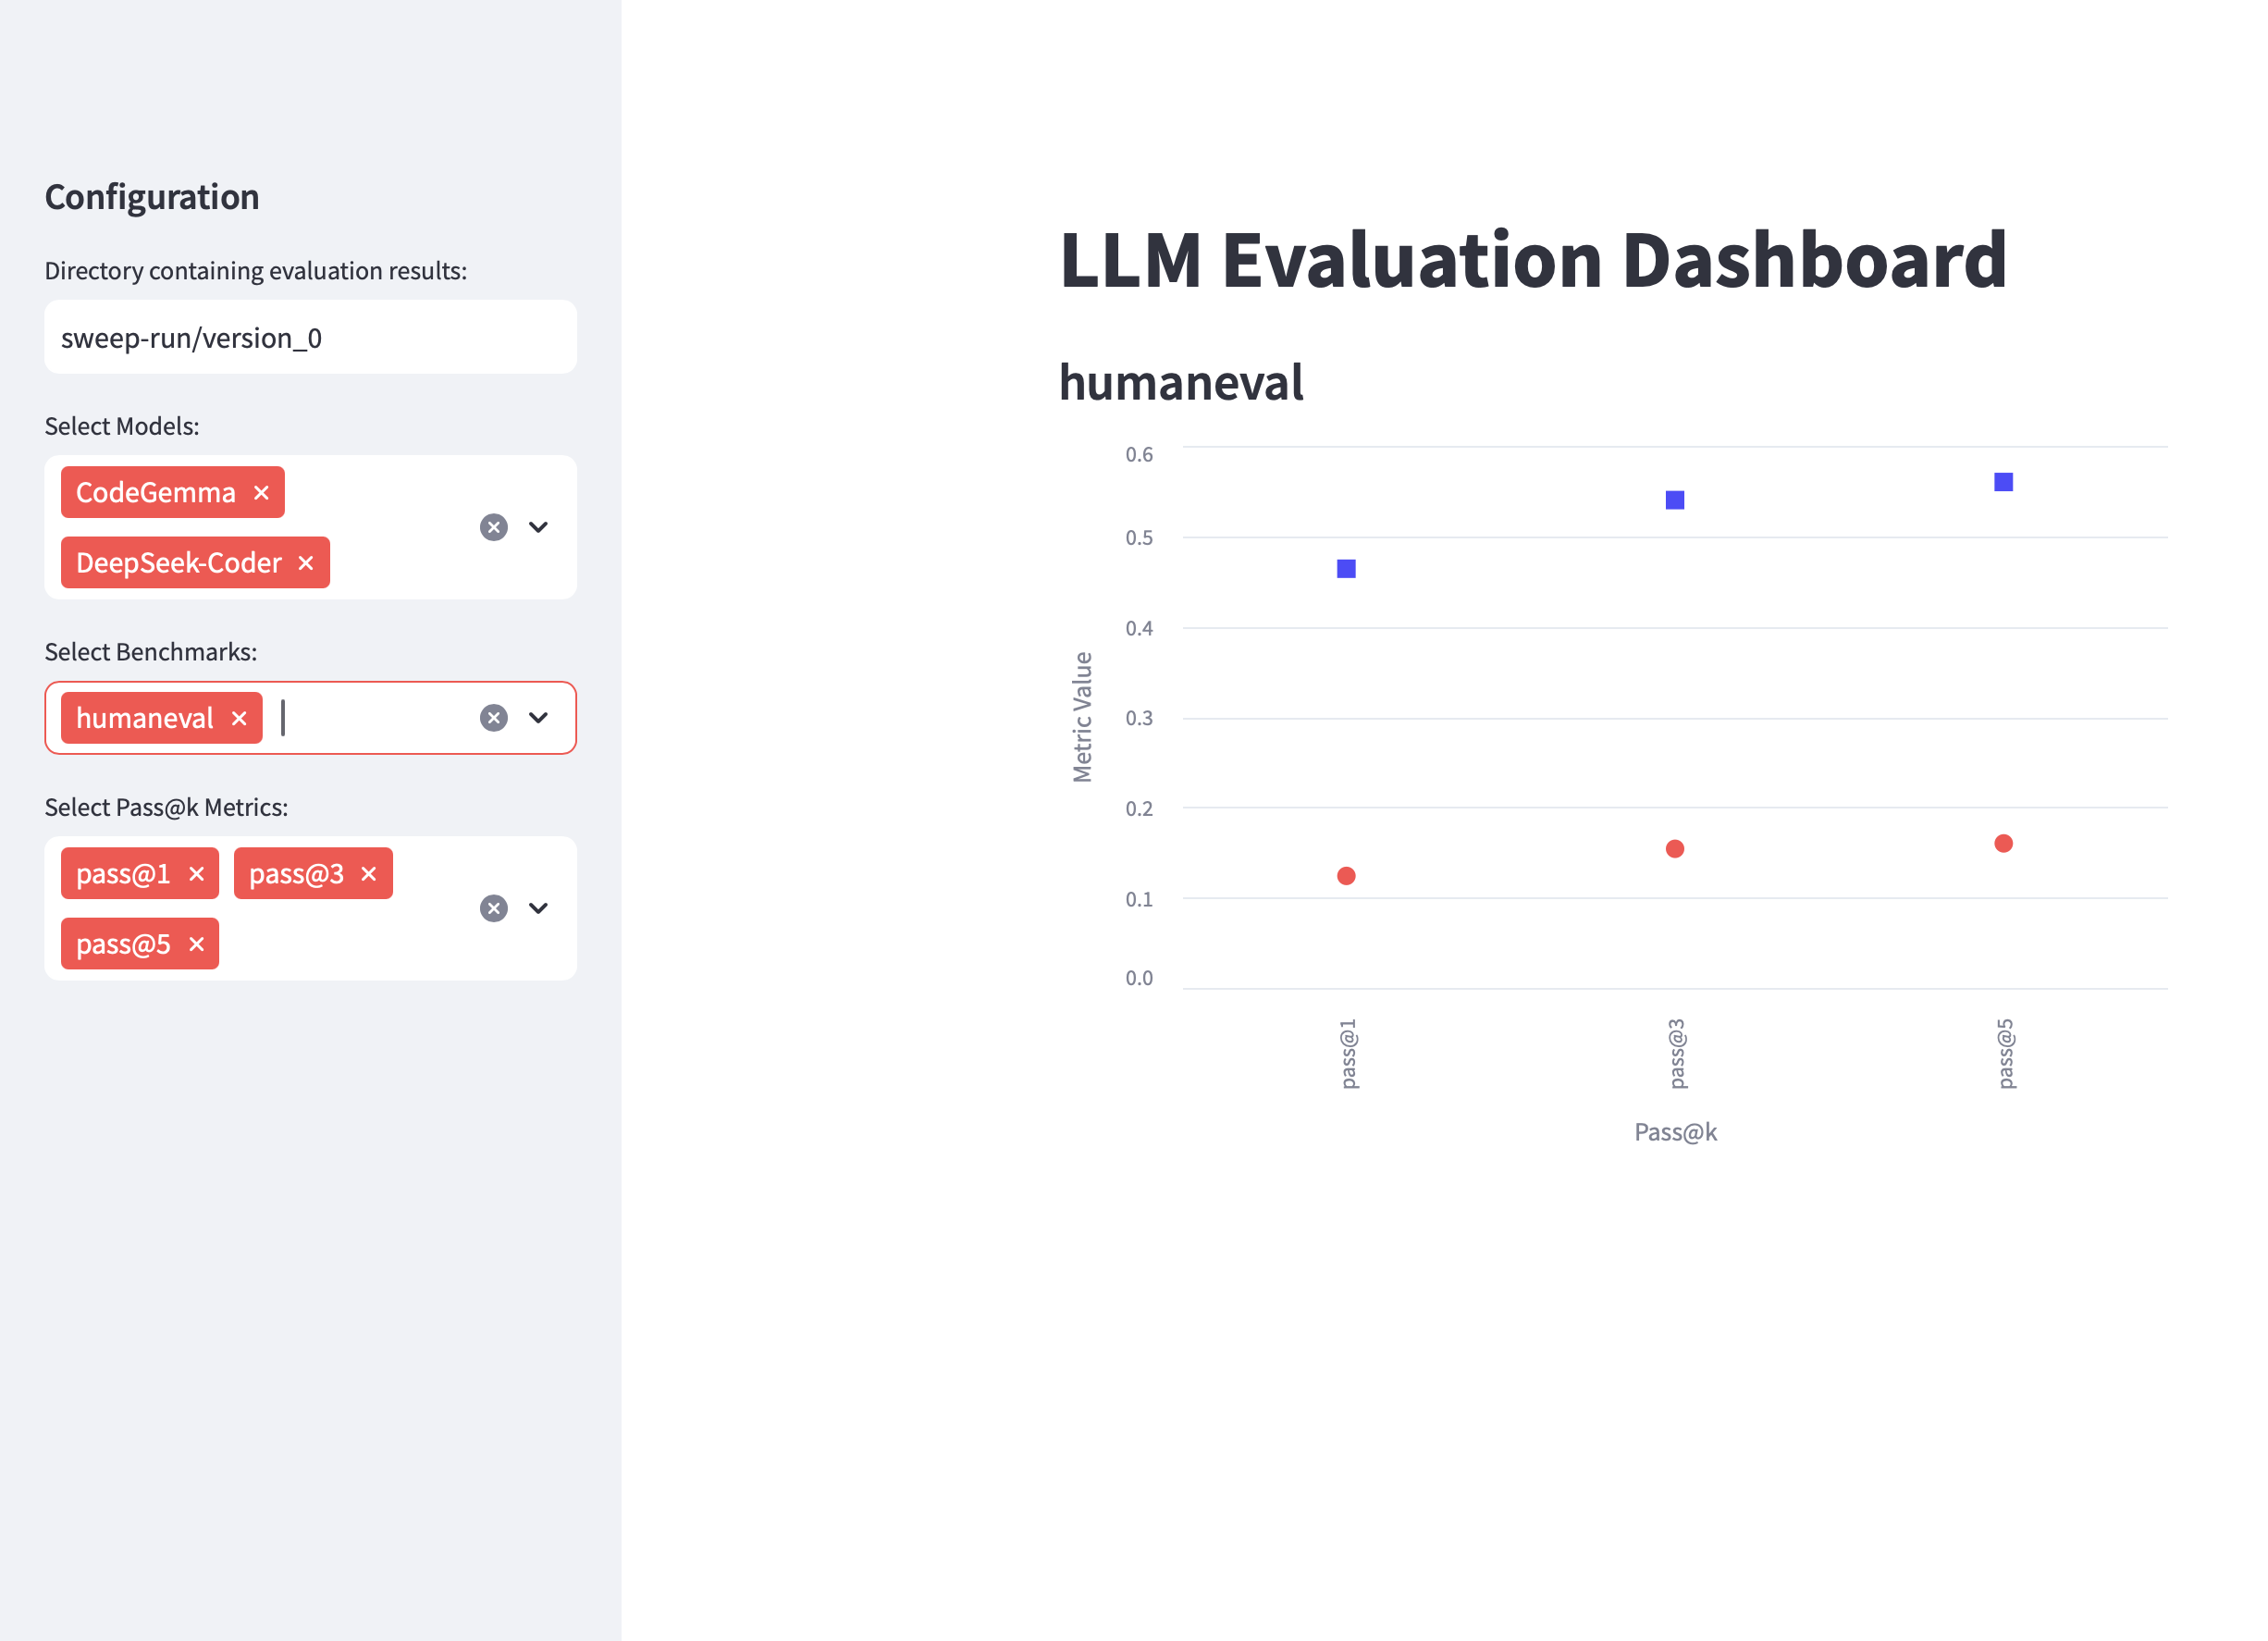 Configuration
Directory containing evaluation results:
sweep-run/version_0
Select Models:
CodeGemma
DeepSeek-Coder
Select Benchmarks:
humaneval
Select Pass@k Metrics:
pass@1 pass@3
pass@5
LLM Evaluation Dashboard
humaneval
0.6
0.5
0.4
0.3
0.2
0.1
0.0
Metric Value
pass@1 pass@3 pass@5
Pass@k